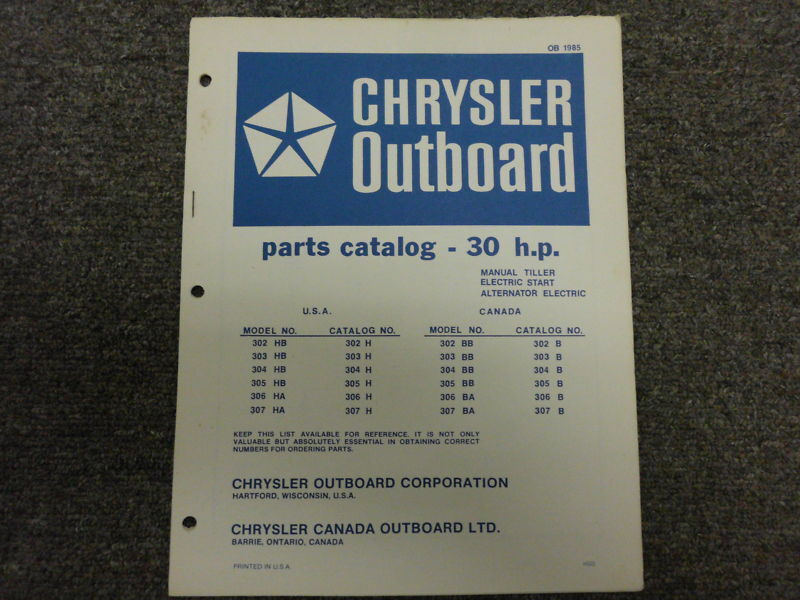 OB 1985
CHRYSLER
Outboard
parts catalog - 30 h.p.
MANUAL TILLER
ELECTRIC START
ALTERNATOR ELECTRIC
U.S.A. CANADA
MODEL NO. CATALOG NO. MODEL NO. CATALOG NO.
302 HB 302 H 302 BB 302 B
303 HB 303 H 303 BB 303 B
304 HB 304 H 304 BB 304 B
305 HB 305 H 305 BB 305 B
306 HA 306 H 306 BA 306 B
307 HA 307 H 307 BA 307 B
KEEP THIS LIST AVAILABLE FOR REFERENCE. IT IS NOT ONLY
VALUABLE BUT ABSOLUTELY ESSENTIAL IN OBTAINING CORRECT
NUMBERS FOR ORDERING PARTS.
CHRYSLER OUTBOARD CORPORATION
HARTFORD, WISCONSIN, U.S.A.
CHRYSLER CANADA OUTBOARD LTD.
BARRIE, ONTARIO, CANADA
PRINTED IN U.S.A.